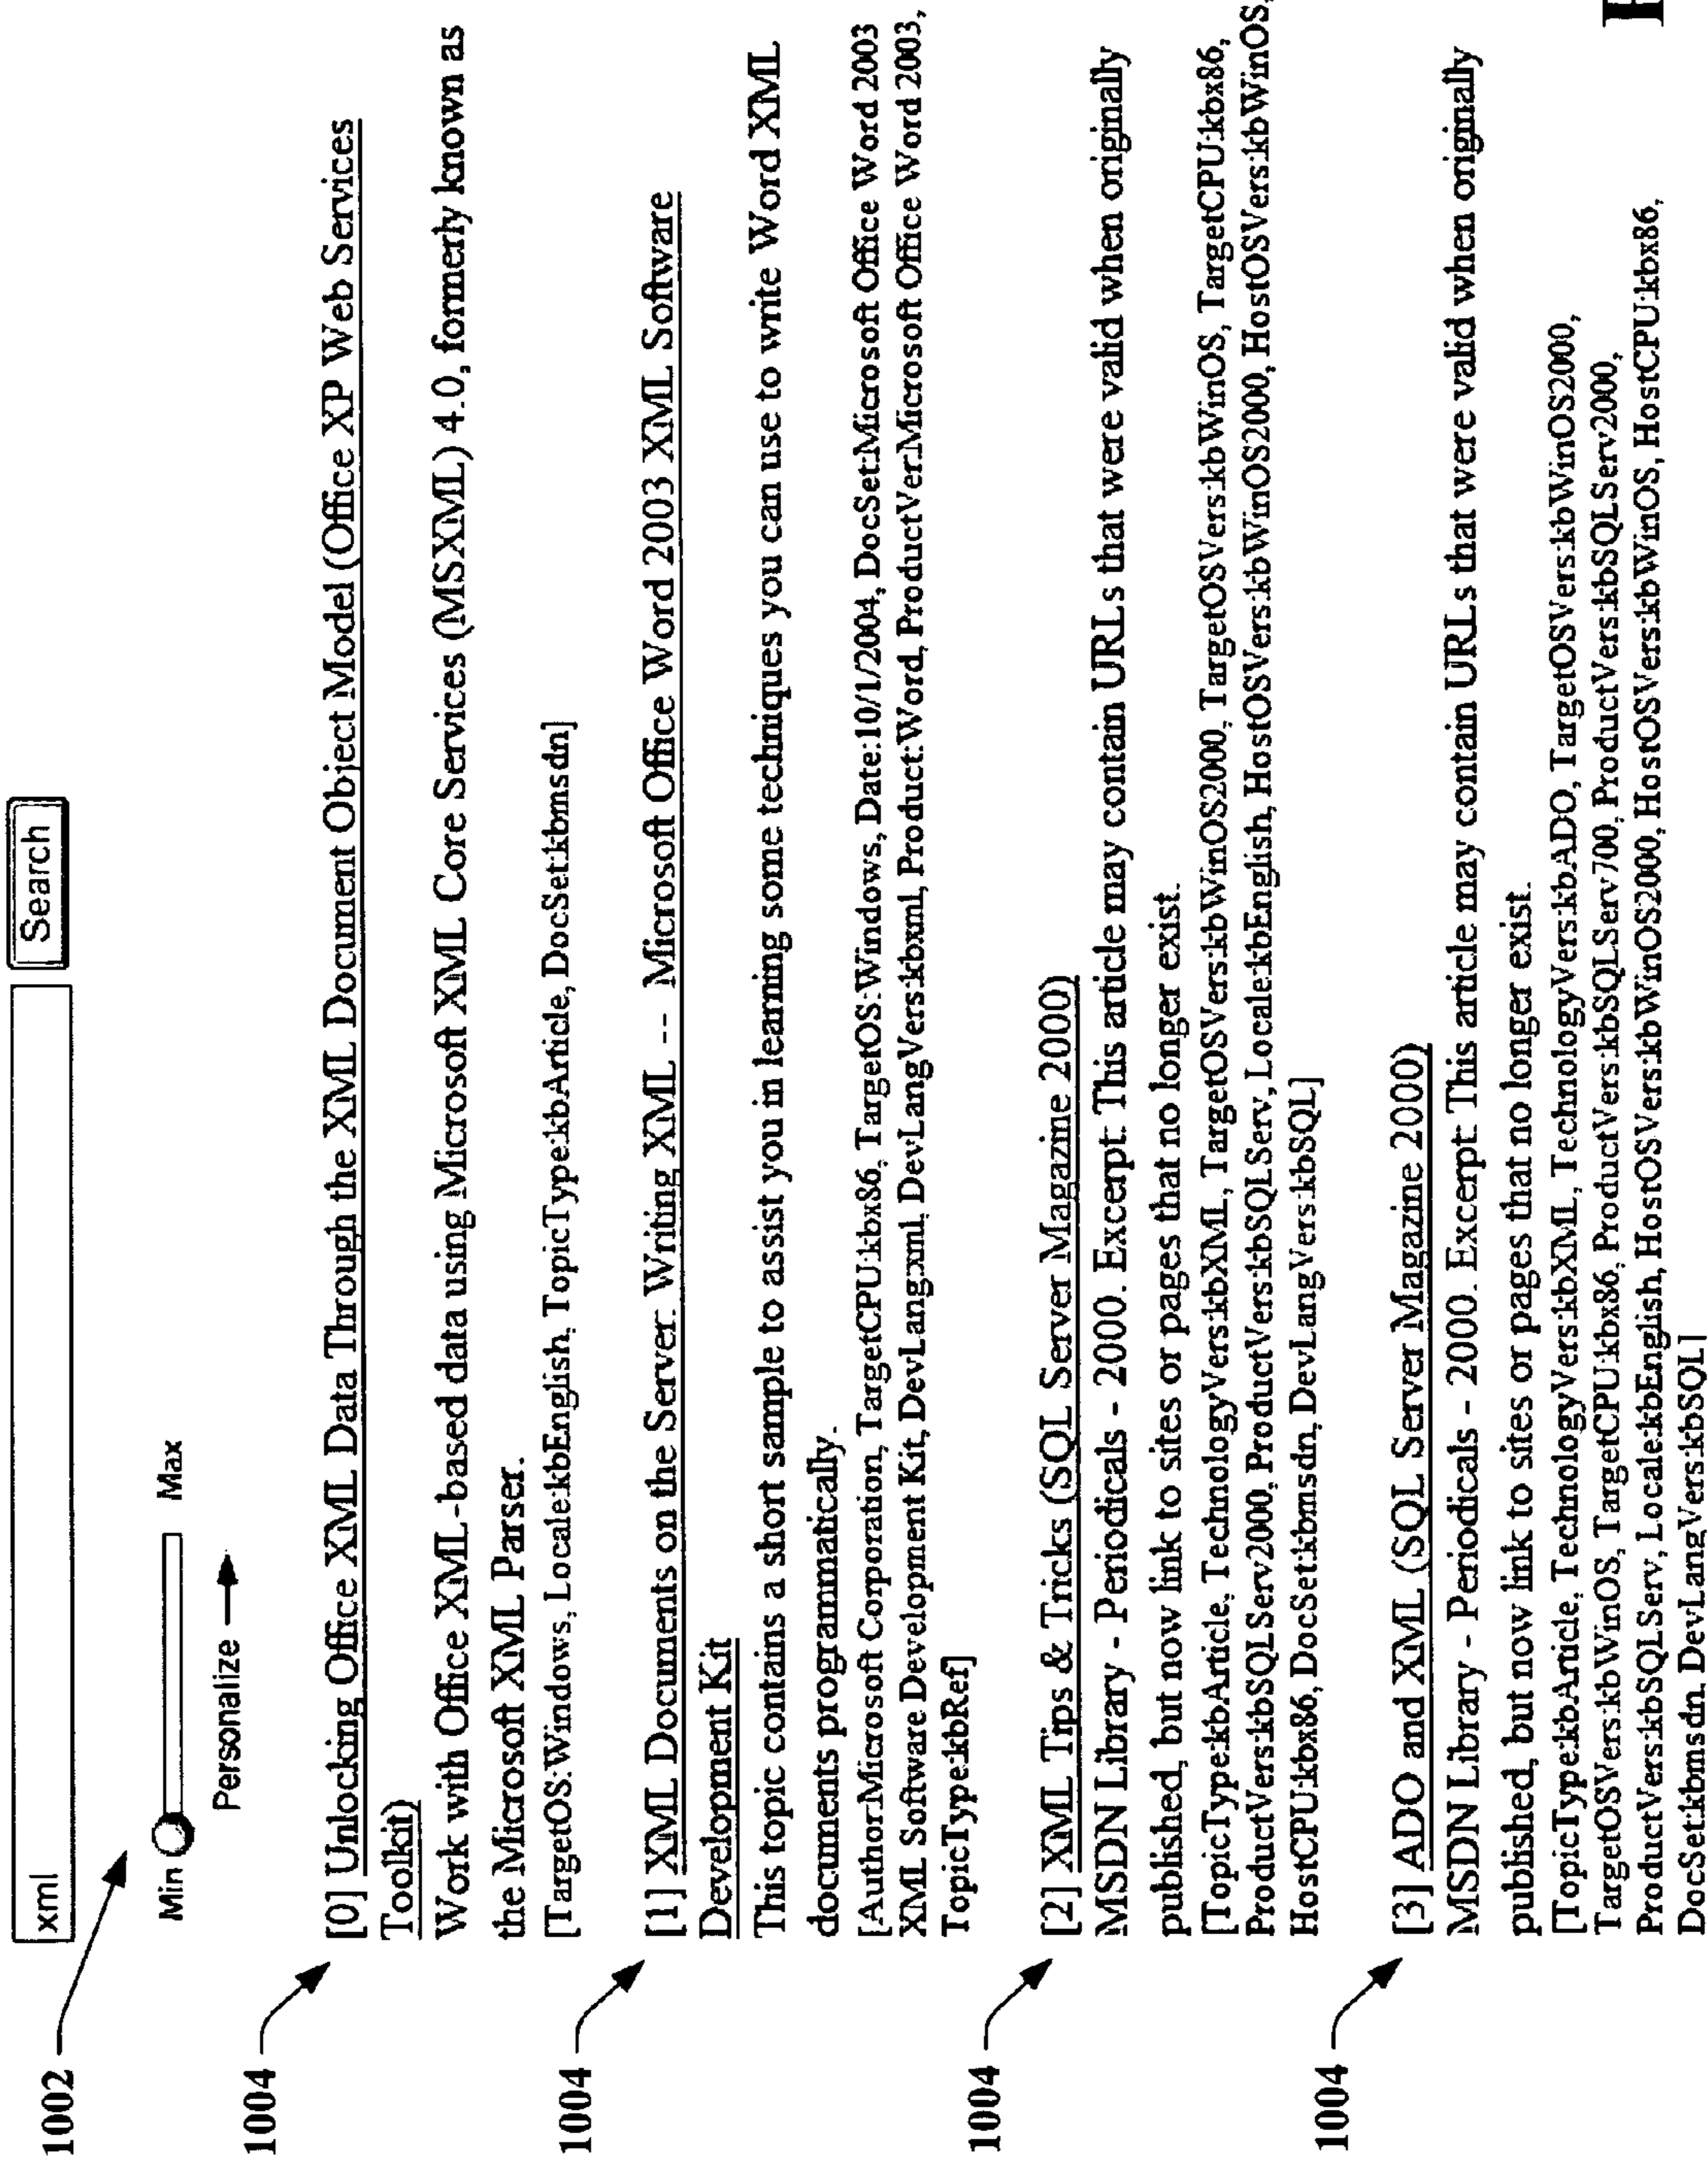 xml
Search
1002
Min
Max
Personalize
1004
[0] Unlocking Office XML Data Through the XML Document Object Model (Office XP Web Services
Toolkit)
Work with Office XML-based data using Microsoft XML Core Services (MSXML) 4.0, formerly known as
the Microsoft XML Parser.
[TargetOS:Windows, Locale:kbEnglish, TopicType:kbArticle, DocSet:kbmsdn]
1004
[1] XML Documents on the Server: Writing XML -- Microsoft Office Word 2003 XML Software
Development Kit
This topic contains a short sample to assist you in learning some techniques you can use to write Word XML
documents programmatically.
[Author:Microsoft Corporation, TargetCPU:kbx86, TargetOS:Windows, Date:10/1/2004, DocSet:Microsoft Office Word 2003
XML Software Development Kit, DevLang:xml, DevLangVers:kbxml, Product:Word, ProductVer:Microsoft Office Word 2003,
TopicType:kbRef]
1004
[2] XML Tips & Tricks (SQL Server Magazine 2000)
MSDN Library - Periodicals - 2000. Excerpt: This article may contain URLs that were valid when originally
published, but now link to sites or pages that no longer exist.
[TopicType:kbArticle, TechnologyVers:kbXML, TargetOSVers:kbWinOS2000, TargetOSVers:kbWinOS, TargetCPU:kbx86,
ProductVers:kbSQLServ2000, ProductVers:kbSQLServ, Locale:kbEnglish, HostOSVers:kbWinOS2000, HostOSVers:kbWinOS,
HostCPU:kbx86, DocSet:kbmsdn, DevLangVers:kbSQL]
1004
[3] ADO and XML (SQL Server Magazine 2000)
MSDN Library - Periodicals - 2000. Excerpt: This article may contain URLs that were valid when originally
published, but now link to sites or pages that no longer exist.
[TopicType:kbArticle, TechnologyVers:kbXML, TechnologyVers:kbADO, TargetOSVers:kbWinOS2000,
TargetOSVers:kbWinOS, TargetCPU:kbx86, ProductVers:kbSQLServ700, ProductVers:kbSQLServ2000,
ProductVers:kbSQLServ, Locale:kbEnglish, HostOSVers:kbWinOS2000, HostOSVers:kbWinOS, HostCPU:kbx86,
DocSet:kbmsdn, DevLangVers:kbSQL]